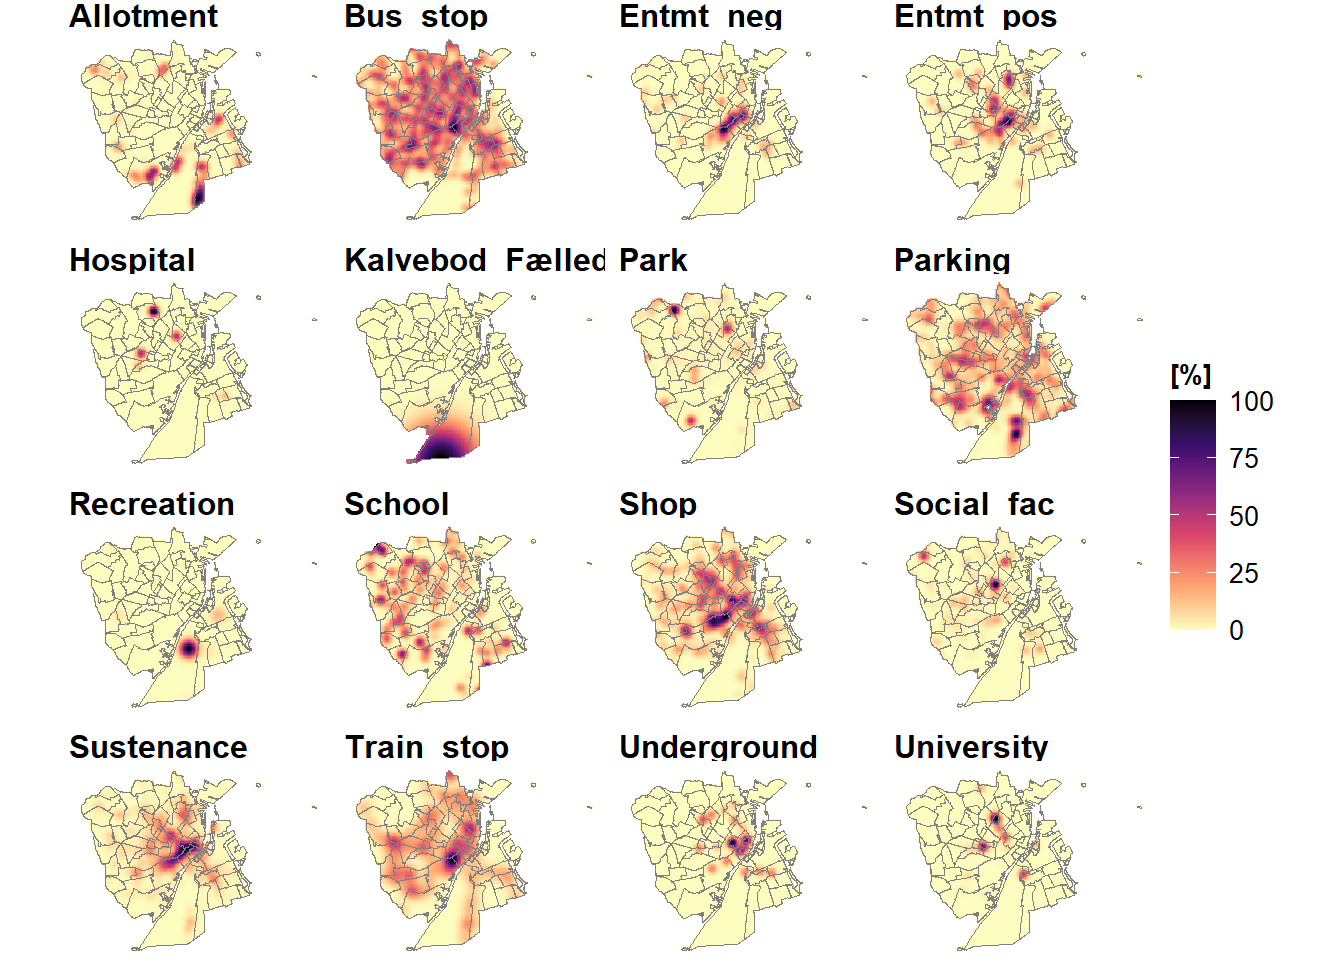 Allotment Bus stop Entmt neg Entmt pos
Hospital Kalvebod Fælled Park Parking
[%]
100
75
50
25
0
Recreation School Shop Social fac
Sustenance Train stop Underground University